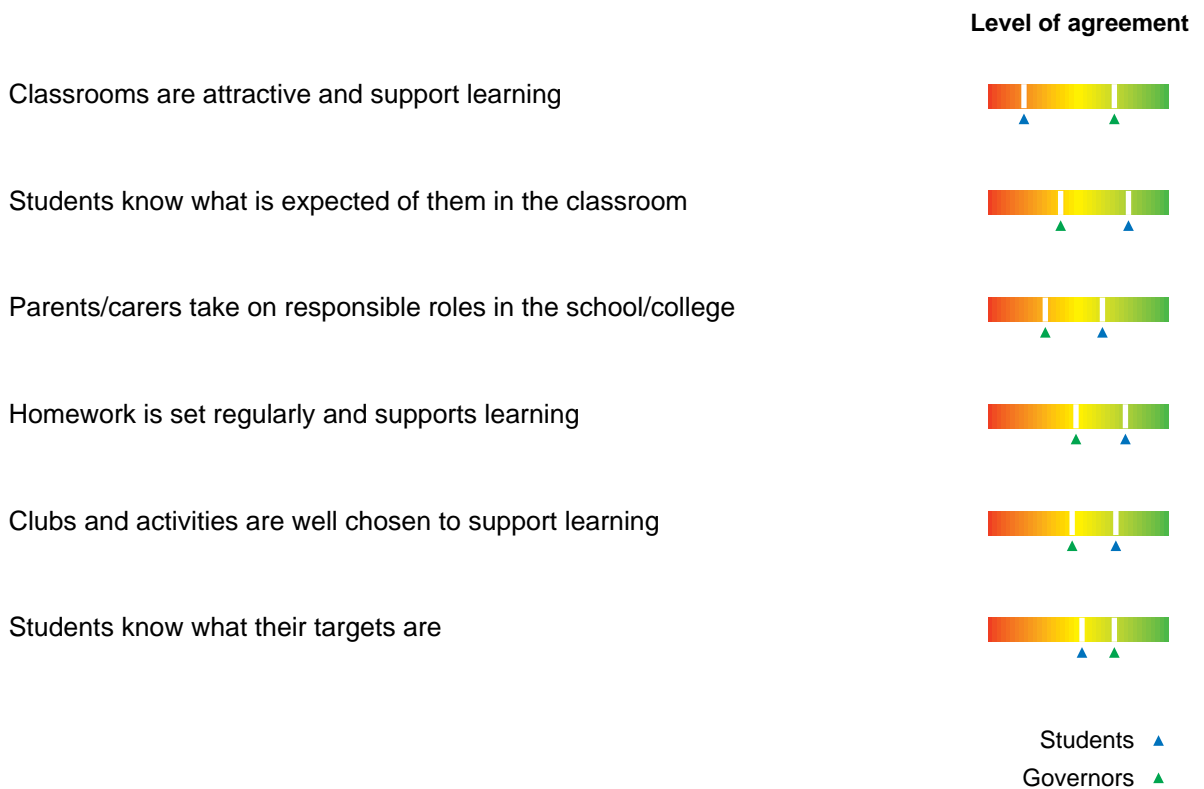 Level of agreement
Classrooms are attractive and support learning
Students know what is expected of them in the classroom
Parents/carers take on responsible roles in the school/college
Homework is set regularly and supports learning
Clubs and activities are well chosen to support learning
Students know what their targets are
Students
Governors